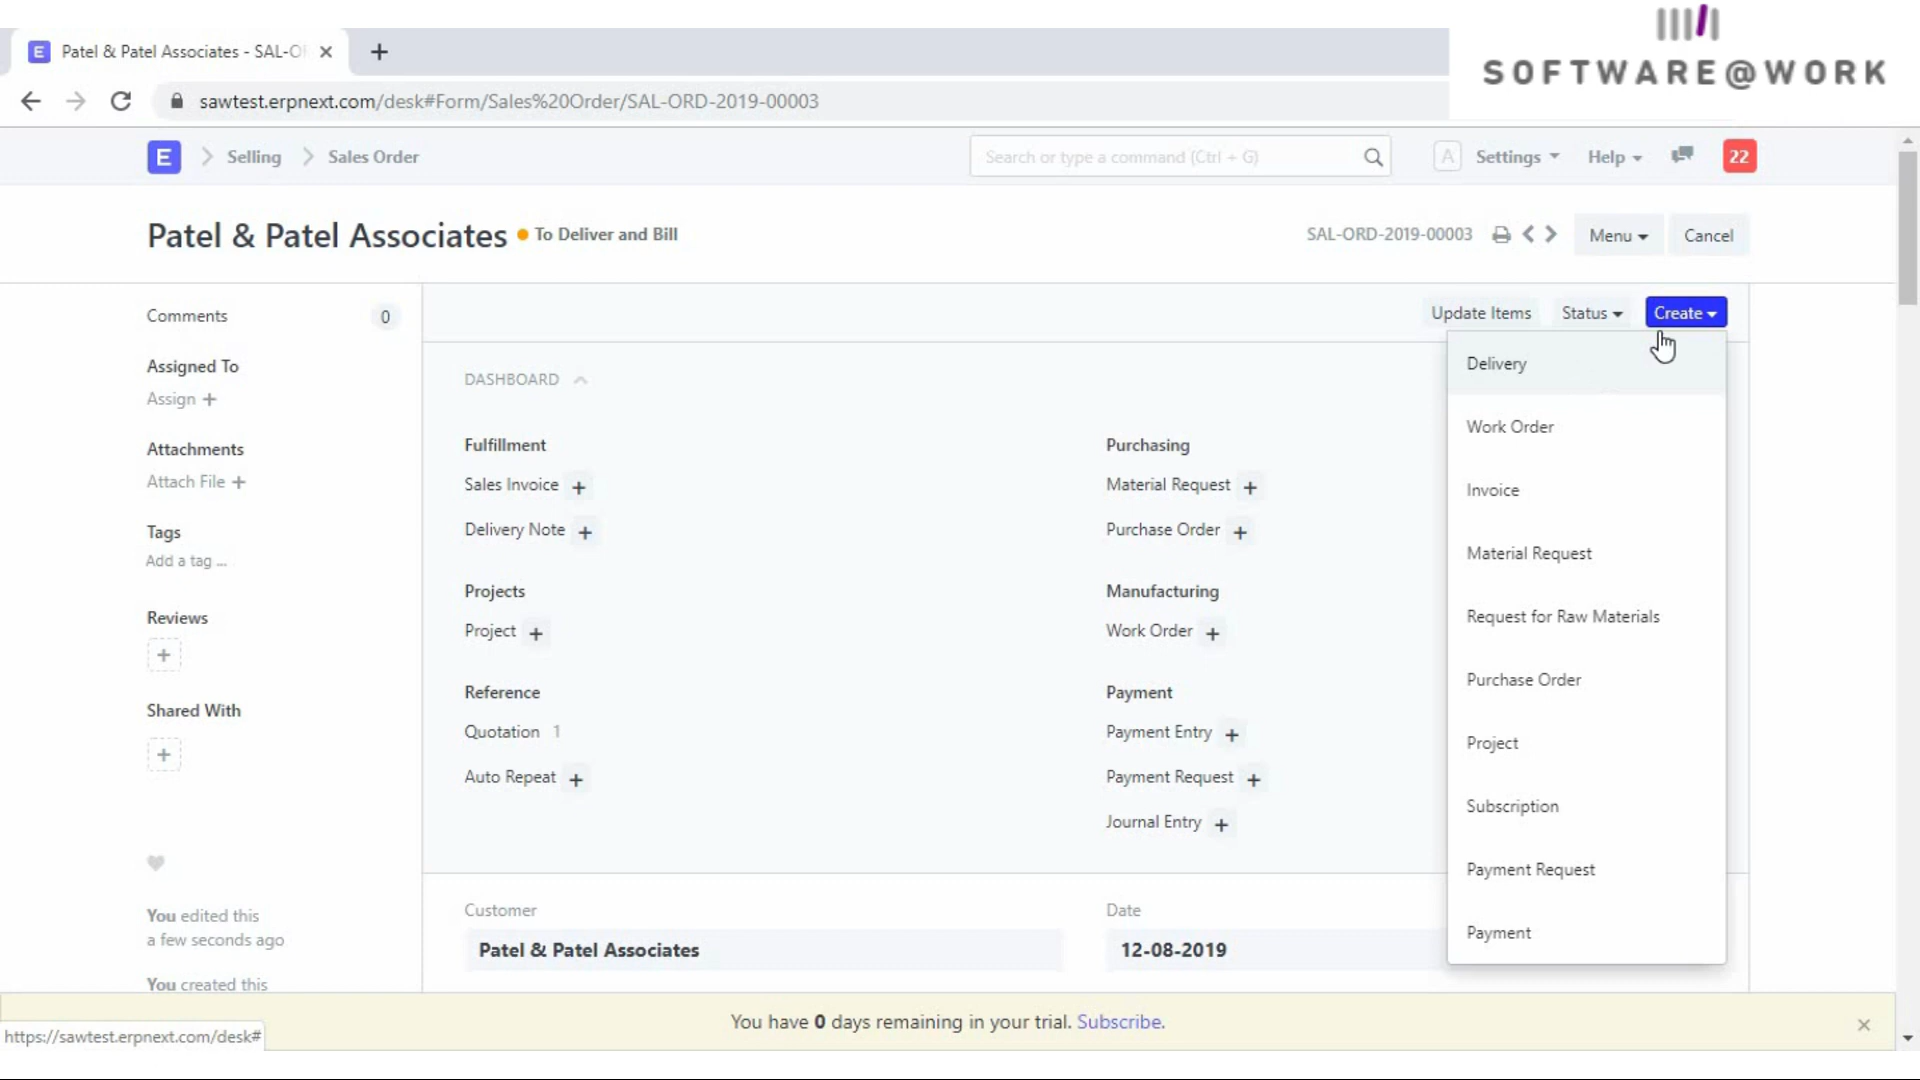 SOFTWARE@WORK
E Patel & Patel Associates - SAL-O
sawtest.erpnext.com/desk#Form/Sales%20Order/SAL-ORD-2019-00003
E Selling Sales Order Search or type a command (Ctrl + G) A Settings Help 22
Patel & Patel Associates To Deliver and Bill SAL-ORD-2019-00003 Menu Cancel
Comments 0
Assigned To
Assign +
Attachments
Attach File +
Tags
Add a tag ...
Reviews
+
Shared With
+
You edited this
a few seconds ago
You created this
Update Items Status Create
DASHBOARD
Fulfillment
Sales Invoice +
Delivery Note +
Projects
Project +
Reference
Quotation 1
Auto Repeat +
Purchasing
Material Request +
Purchase Order +
Manufacturing
Work Order +
Payment
Payment Entry +
Payment Request +
Journal Entry +
Delivery
Work Order
Invoice
Material Request
Request for Raw Materials
Purchase Order
Project
Subscription
Payment Request
Payment
Customer
Patel & Patel Associates
Date
12-08-2019
You have 0 days remaining in your trial. Subscribe.
https://sawtest.erpnext.com/desk#